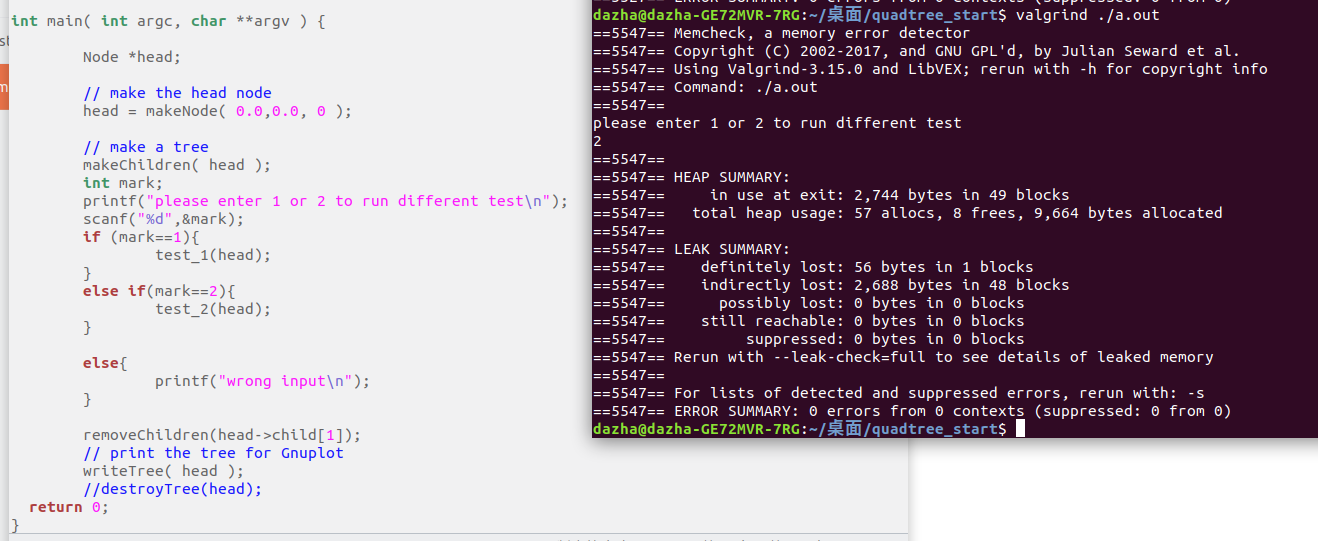 int main( int argc, char **argv ) {
Node *head;
// make the head node
head = makeNode( 0.0,0.0, 0 );
// make a tree
makeChildren( head );
int mark;
printf("please enter 1 or 2 to run different test\n");
scanf("%d",&mark);
if (mark==1){
test_1(head);
}
else if(mark==2){
test_2(head);
}
else{
printf("wrong input\n");
}
removeChildren(head->child[1]);
// print the tree for Gnuplot
writeTree( head );
//destroyTree(head);
return 0;
}
dazha@dazha-GE72MVR-7RG:~/桌面/quadtree_start$ valgrind ./a.out
==5547== Memcheck, a memory error detector
==5547== Copyright (C) 2002-2017, and GNU GPL'd, by Julian Seward et al.
==5547== Using Valgrind-3.15.0 and LibVEX; rerun with -h for copyright info
==5547== Command: ./a.out
==5547==
please enter 1 or 2 to run different test
2
==5547==
==5547== HEAP SUMMARY:
==5547==     in use at exit: 2,744 bytes in 49 blocks
==5547==   total heap usage: 57 allocs, 8 frees, 9,664 bytes allocated
==5547==
==5547== LEAK SUMMARY:
==5547==    definitely lost: 56 bytes in 1 blocks
==5547==    indirectly lost: 2,688 bytes in 48 blocks
==5547==      possibly lost: 0 bytes in 0 blocks
==5547==    still reachable: 0 bytes in 0 blocks
==5547==         suppressed: 0 bytes in 0 blocks
==5547== Rerun with --leak-check=full to see details of leaked memory
==5547==
==5547== For lists of detected and suppressed errors, rerun with: -s
==5547== ERROR SUMMARY: 0 errors from 0 contexts (suppressed: 0 from 0)
dazha@dazha-GE72MVR-7RG:~/桌面/quadtree_start$